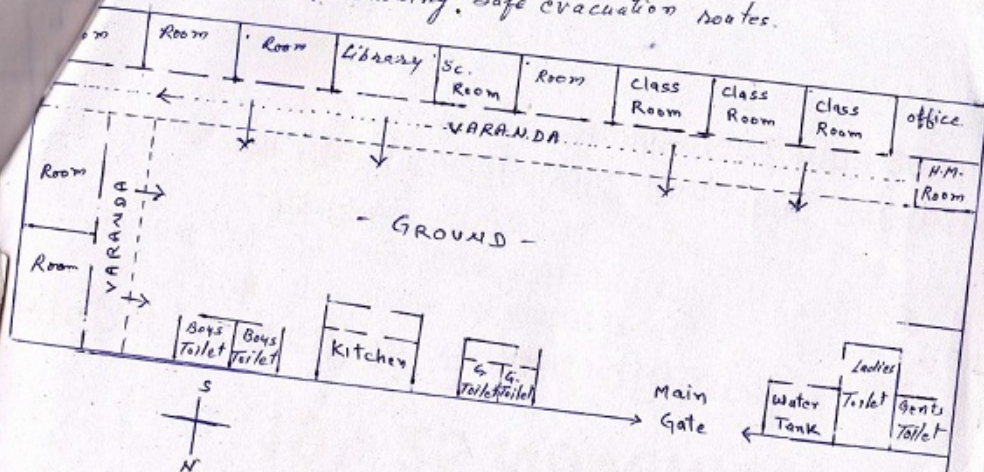 Safe evacuation routes.
Room
Room
Library
Sc.
Room
Room
Class
Room
Class
Room
Class
Room
office
H.M.
Room
VARANDA
Room
Room
VARANDA
- GROUND -
Boys
Toilet
Boys
Toilet
Kitchen
G.
Toilet
G.
Toilet
Main
Gate
Water
Tank
Ladies
Toilet
Gents
Toilet
S
N